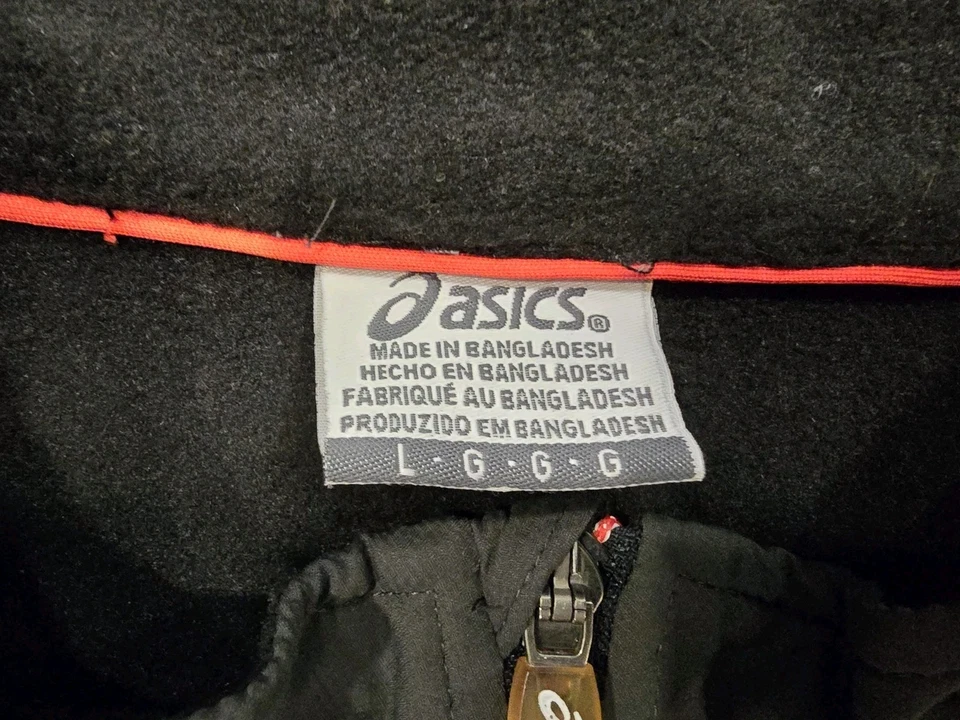 asics®
MADE IN BANGLADESH
HECHO EN BANGLADESH
FABRIQUÉ AU BANGLADESH
PRODUZIDO EM BANGLADESH
L · G · G · G